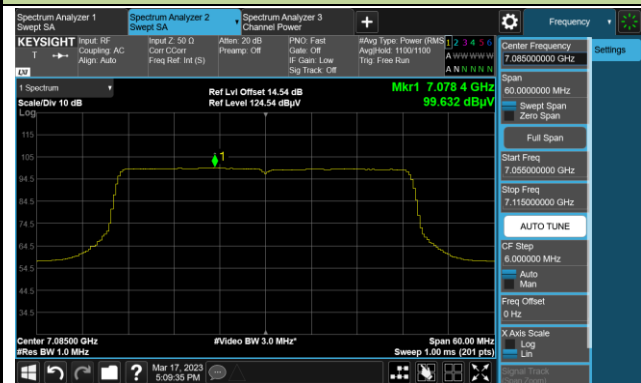 Spectrum Analyzer 1
Swept SA
Spectrum Analyzer 2
Swept SA
Spectrum Analyzer 3
Channel Power
Frequency
KEYSIGHT
T
LXI
Input: RF
Coupling: AC
Align: Auto
Input Z: 50 Ω
Corr CCorr
Freq Ref: Int (S)
Atten: 20 dB
Preamp: Off
PNO: Fast
Gate: Off
IF Gain: Low
Sig Track: Off
#Avg Type: Power (RMS
Avg|Hold: 1100/1100
Trig: Free Run
1 2 3 4 5 6
A W W W W W
A N N N N N
1 Spectrum
Scale/Div 10 dB
Log
Ref Lvl Offset 14.54 dB
Ref Level 124.54 dBµV
Mkr1 7.078 4 GHz
99.632 dBµV
115
105
94.5
84.5
74.5
64.5
54.5
44.5
34.5
1
Center 7.08500 GHz
#Res BW 1.0 MHz
#Video BW 3.0 MHz*
Span 60.00 MHz
Sweep 1.00 ms (201 pts)
Center Frequency
7.085000000 GHz
Settings
Span
60.0000000 MHz
Swept Span
Zero Span
Full Span
Start Freq
7.055000000 GHz
Stop Freq
7.115000000 GHz
AUTO TUNE
CF Step
6.000000 MHz
Auto
Man
Freq Offset
0 Hz
X Axis Scale
Log
Lin
Signal Track
(Span Zoom)
?
Mar 17, 2023
5:09:35 PM